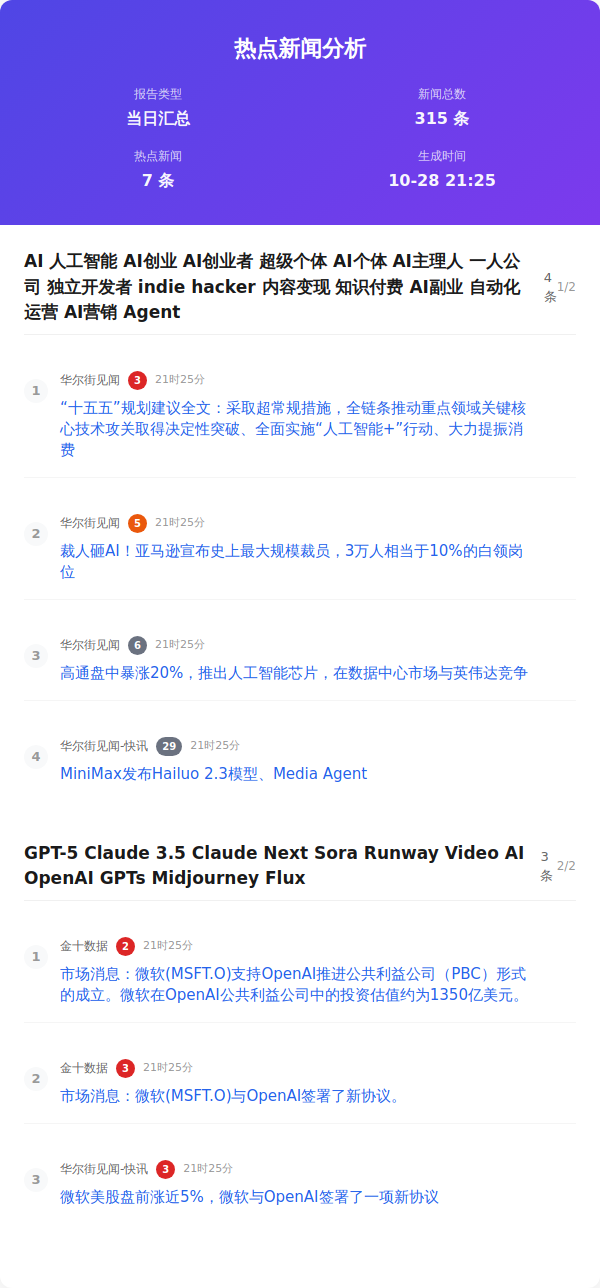 热点新闻分析
报告类型
当日汇总
新闻总数
315 条
热点新闻
7 条
生成时间
10-28 21:25
AI 人工智能 AI创业 AI创业者 超级个体 AI个体 AI主理人 一人公
司 独立开发者 indie hacker 内容变现 知识付费 AI副业 自动化
运营 AI营销 Agent
4
条
1/2
1
华尔街见闻 3 21时25分
“十五五”规划建议全文：采取超常规措施，全链条推动重点领域关键核
心技术攻关取得决定性突破、全面实施“人工智能+”行动、大力提振消
费
2
华尔街见闻 5 21时25分
裁人砸AI！亚马逊宣布史上最大规模裁员，3万人相当于10%的白领岗
位
3
华尔街见闻 6 21时25分
高通盘中暴涨20%，推出人工智能芯片，在数据中心市场与英伟达竞争
4
华尔街见闻-快讯 29 21时25分
MiniMax发布Hailuo 2.3模型、Media Agent
GPT-5 Claude 3.5 Claude Next Sora Runway Video AI
OpenAI GPTs Midjourney Flux
3
条
2/2
1
金十数据 2 21时25分
市场消息：微软(MSFT.O)支持OpenAI推进公共利益公司（PBC）形式
的成立。微软在OpenAI公共利益公司中的投资估值约为1350亿美元。
2
金十数据 3 21时25分
市场消息：微软(MSFT.O)与OpenAI签署了新协议。
3
华尔街见闻-快讯 3 21时25分
微软美股盘前涨近5%，微软与OpenAI签署了一项新协议